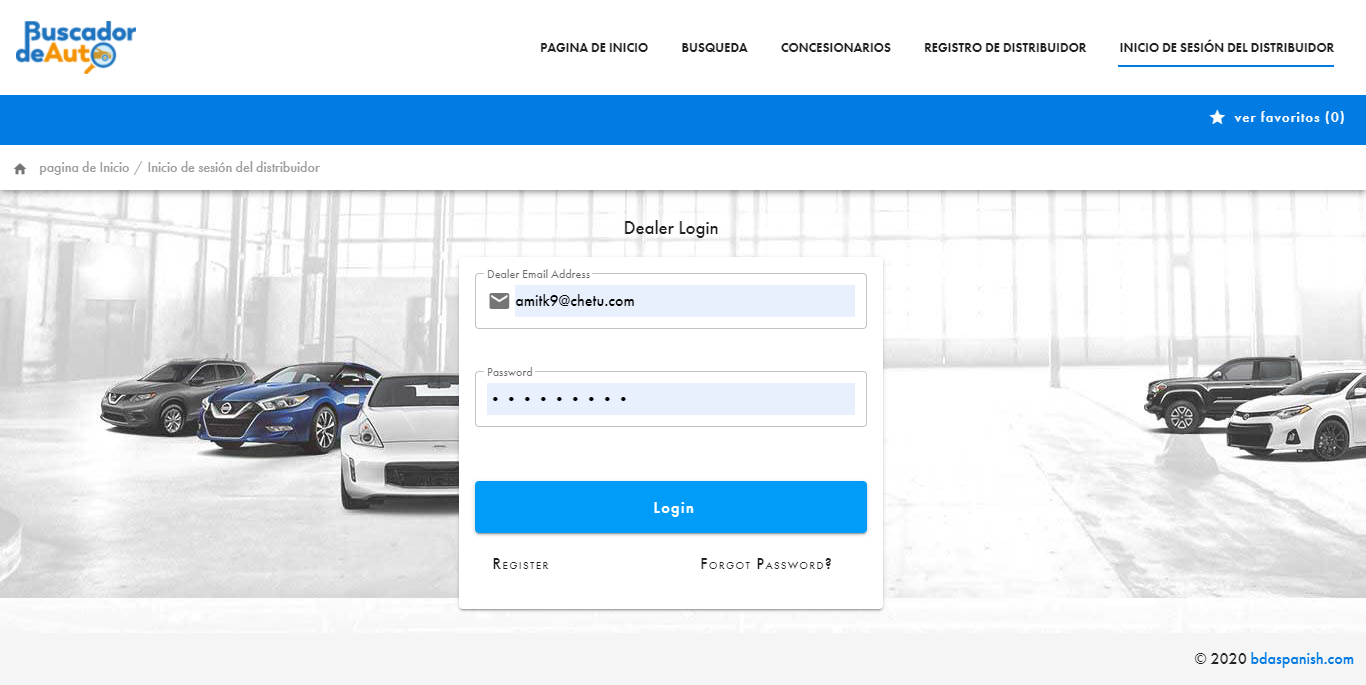 Buscador
deAuto
PAGINA DE INICIO BUSQUEDA CONCESIONARIOS REGISTRO DE DISTRIBUIDOR INICIO DE SESIÓN DEL DISTRIBUIDOR
ver favoritos (0)
pagina de Inicio / Inicio de sesión del distribuidor
Dealer Login
Dealer Email Address
amitk9@chetu.com
Password
• • • • • • • • •
Login
Register Forgot Password?
© 2020 bdaspanish.com